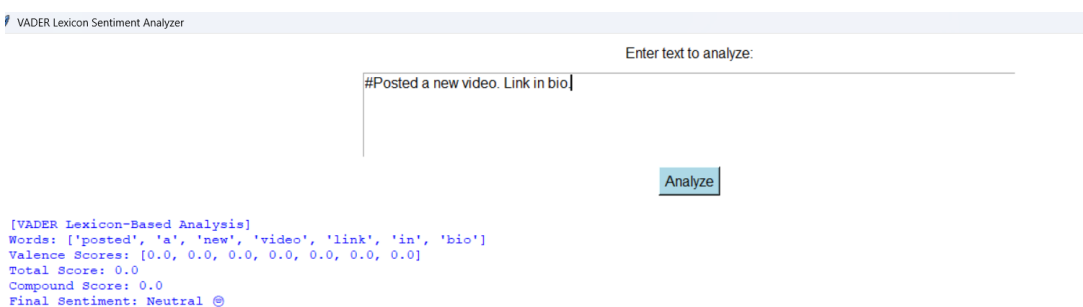 VADER Lexicon Sentiment Analyzer
Enter text to analyze:
#Posted a new video. Link in bio.
Analyze
[VADER Lexicon-Based Analysis]
Words: ['posted', 'a', 'new', 'video', 'link', 'in', 'bio']
Valence Scores: [0.0, 0.0, 0.0, 0.0, 0.0, 0.0, 0.0]
Total Score: 0.0
Compound Score: 0.0
Final Sentiment: Neutral